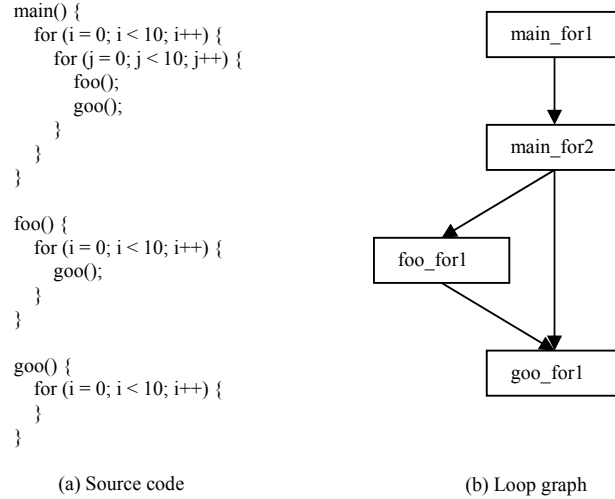 main() {
for (i = 0; i < 10; i++) {
for (j = 0; j < 10; j++) {
foo();
goo();
}
}
}
foo() {
for (i = 0; i < 10; i++) {
goo();
}
}
goo() {
for (i = 0; i < 10; i++) {
}
}
(a) Source code
main_for1
main_for2
foo_for1
goo_for1
(b) Loop graph